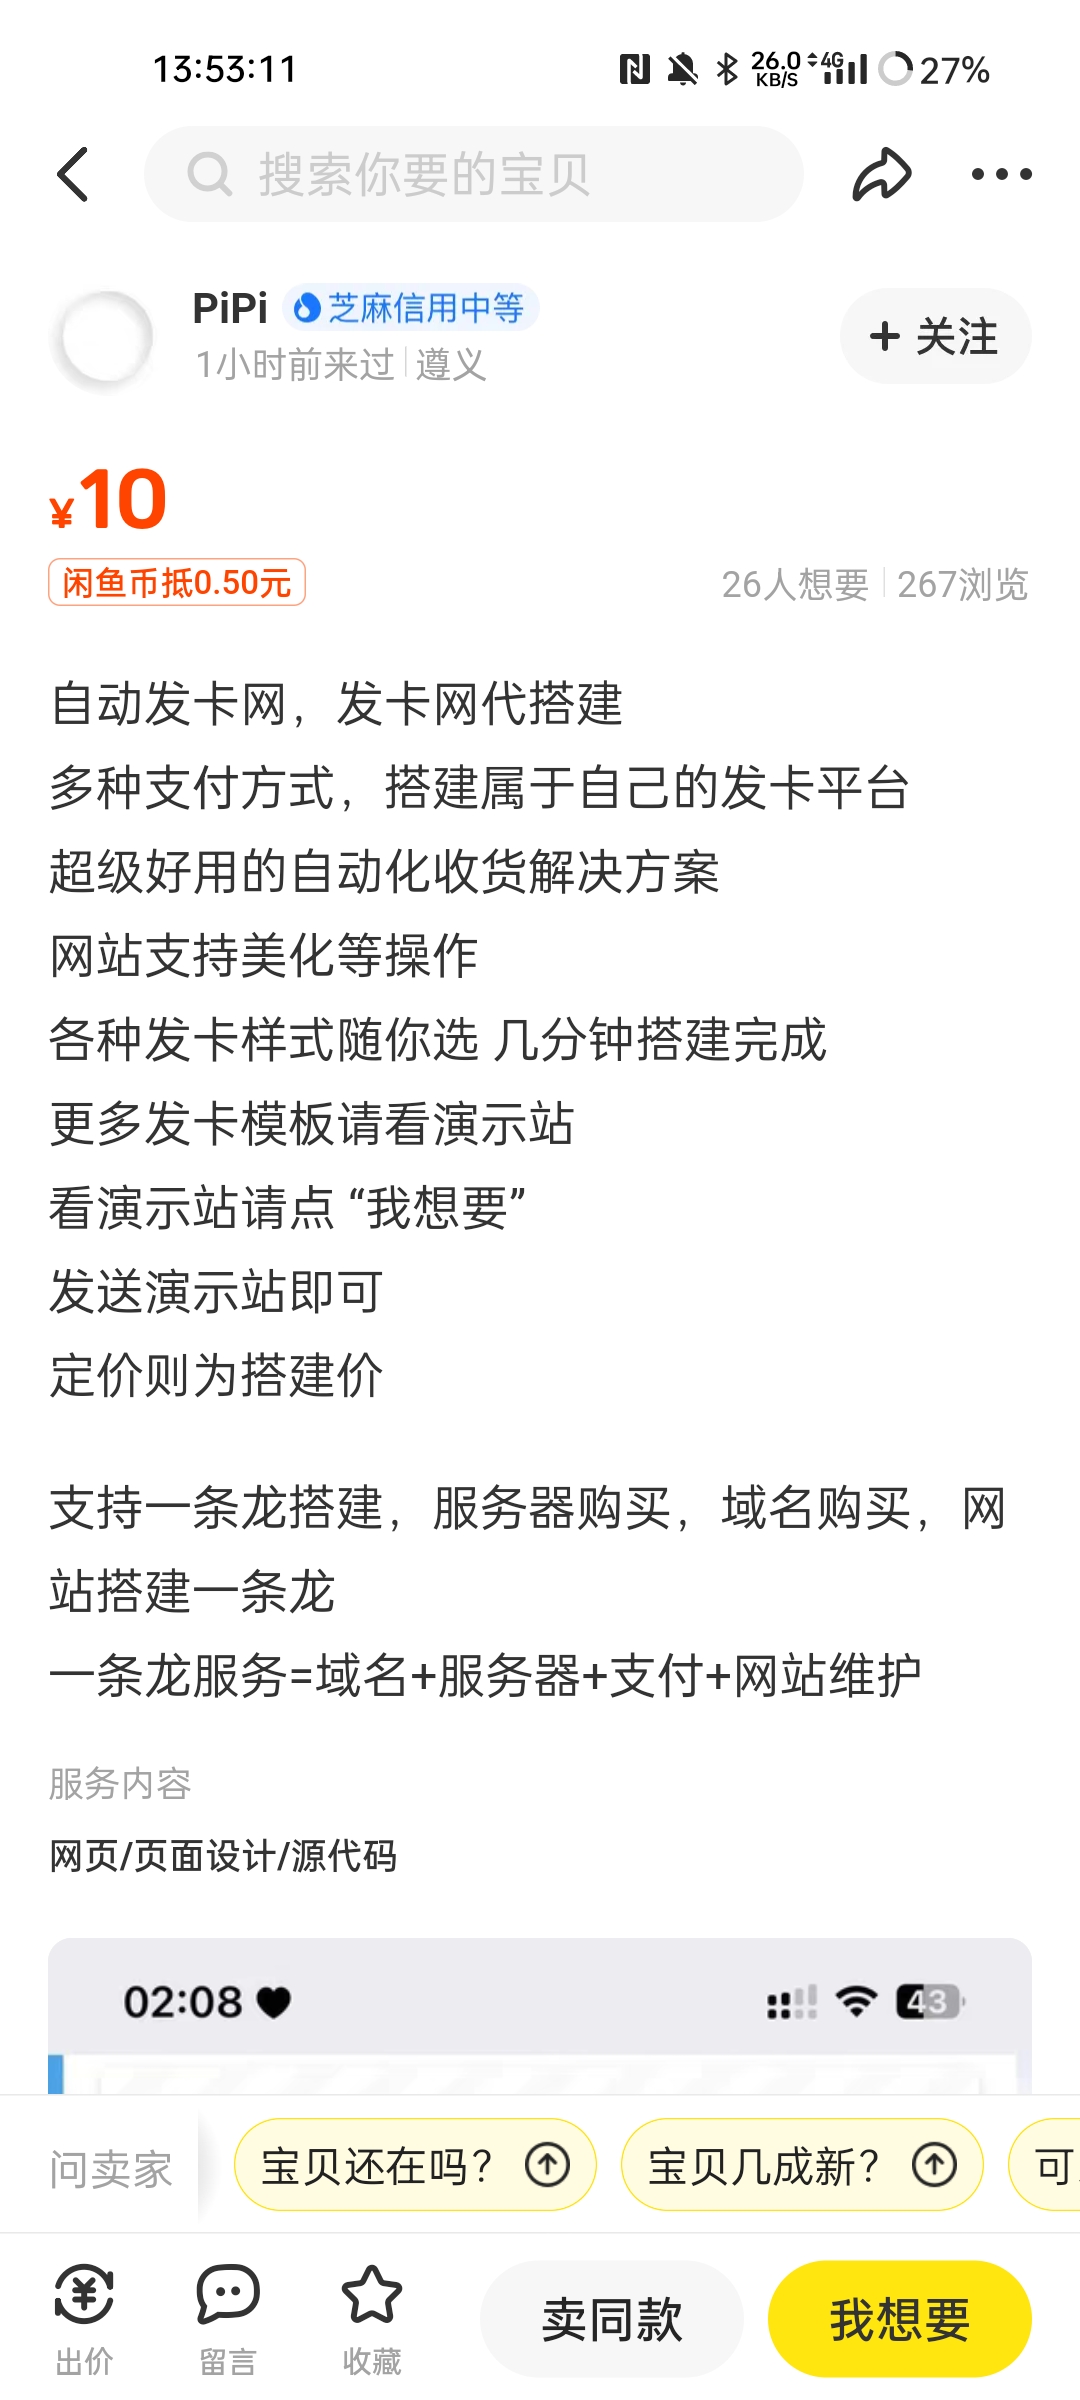 13:53:11
26.0 KB/S 4G 27%
搜索你要的宝贝
PiPi 芝麻信用中等
1小时前来过 遵义
+ 关注
¥10
闲鱼币抵0.50元
26人想要 267浏览
自动发卡网，发卡网代搭建
多种支付方式，搭建属于自己的发卡平台
超级好用的自动化收货解决方案
网站支持美化等操作
各种发卡样式随你选 几分钟搭建完成
更多发卡模板请看演示站
看演示站请点 “我想要”
发送演示站即可
定价则为搭建价
支持一条龙搭建，服务器购买，域名购买，网
站搭建一条龙
一条龙服务=域名+服务器+支付+网站维护
服务内容
网页/页面设计/源代码
02:08 43
问卖家 宝贝还在吗？ 宝贝几成新？ 可
出价 留言 收藏 卖同款 我想要